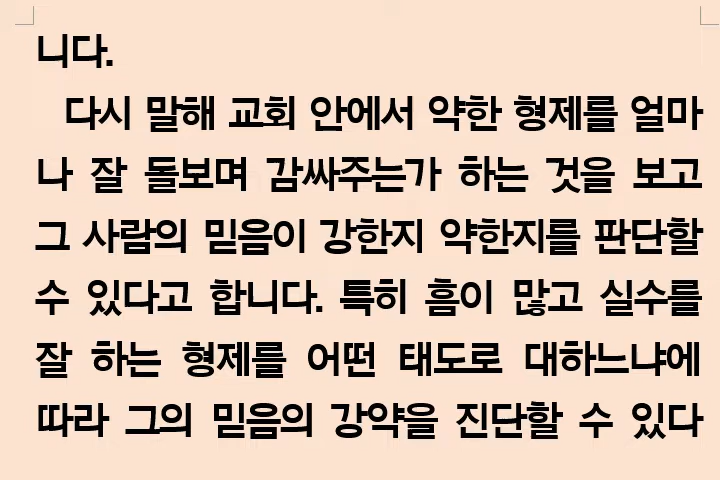 니다.
다시 말해 교회 안에서 약한 형제를 얼마
나 잘 돌보며 감싸주는가 하는 것을 보고
그 사람의 믿음이 강한지 약한지를 판단할
수 있다고 합니다. 특히 흠이 많고 실수를
잘 하는 형제를 어떤 태도로 대하느냐에
따라 그의 믿음의 강약을 진단할 수 있다